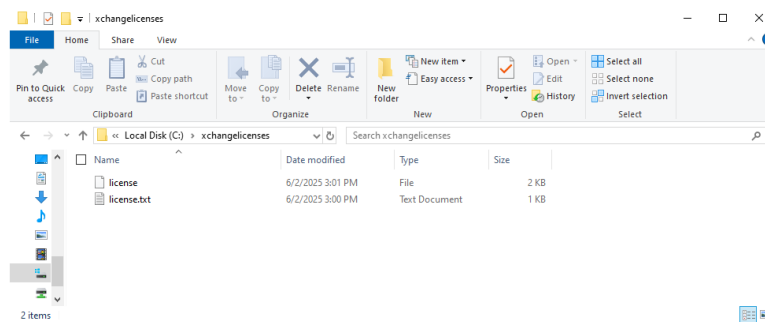 xchangelicenses
File
Home
Share
View
Pin to Quick access
Copy
Paste
Cut
Copy path
Paste shortcut
Clipboard
Move to
Copy to
Delete
Rename
Organize
New folder
New item
Easy access
New
Properties
Open
Edit
History
Open
Select all
Select none
Invert selection
Select
« Local Disk (C:) › xchangelicenses
Search xchangelicenses
Name Date modified Type Size
license 6/2/2025 3:01 PM File 2 KB
license.txt 6/2/2025 3:00 PM Text Document 1 KB
2 items